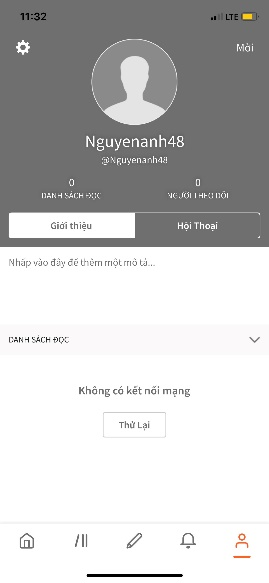 11:32
LTE
Mời
Nguyenanh48
@Nguyenanh48
0
DANH SÁCH ĐỌC
0
NGƯỜI THEO DÕI
Giới thiệu
Hội Thoại
Nhấp vào đây để thêm một mô tả...
DANH SÁCH ĐỌC
Không có kết nối mạng
Thử Lại